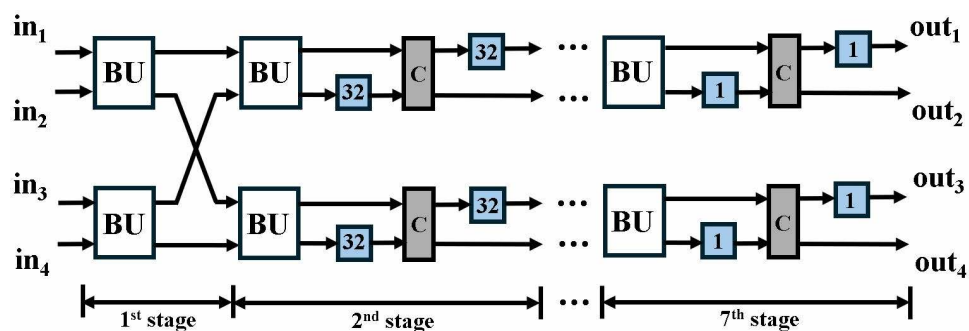 in1
in2
in3
in4
BU
BU
BU
BU
32
C
32
32
C
32
...
...
...
...
BU
BU
1
C
1
1
C
1
out1
out2
out3
out4
1st stage
2nd stage
...
7th stage